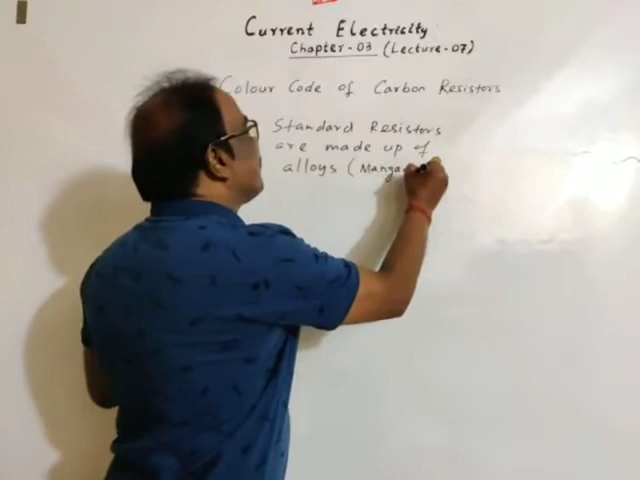 Current Electricity
Chapter-03 (Lecture-07)
Colour Code of Carbon Resistors
Standard Resistors
are made up of
alloys (Manga